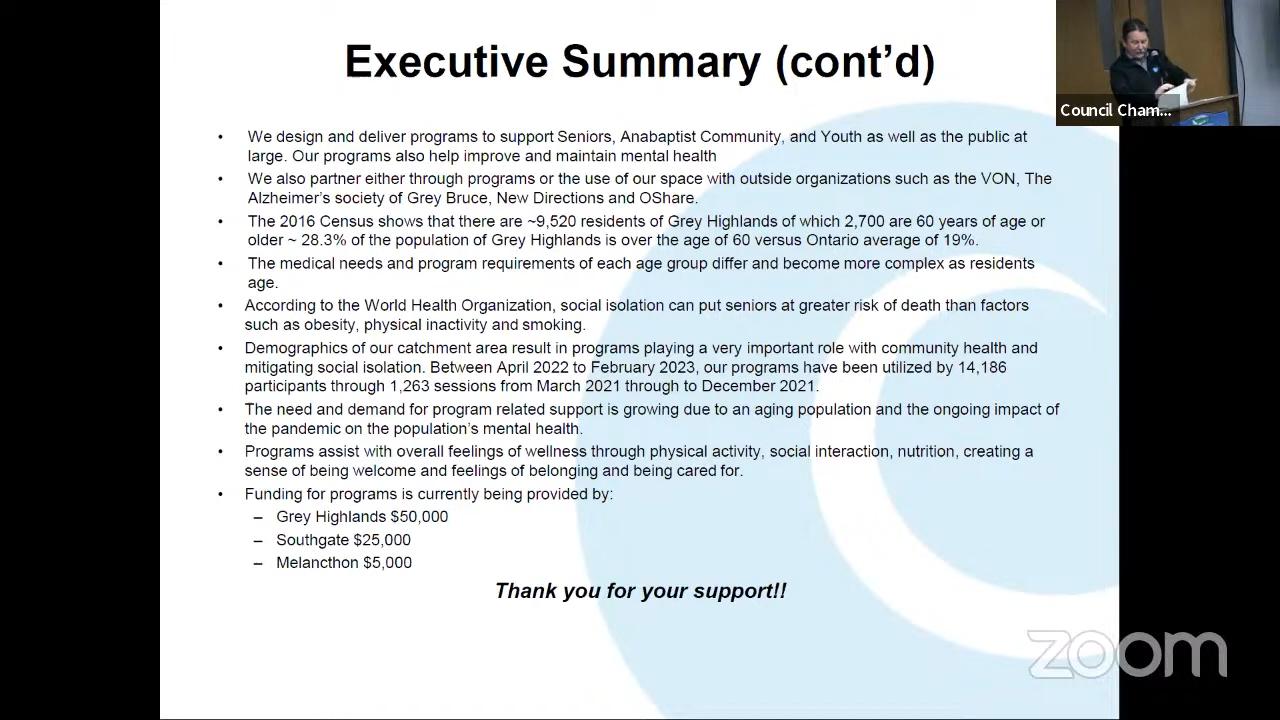 Executive Summary (cont'd)
Council Cham...
• We design and deliver programs to support Seniors, Anabaptist Community, and Youth as well as the public at
large. Our programs also help improve and maintain mental health
• We also partner either through programs or the use of our space with outside organizations such as the VON, The
Alzheimer's society of Grey Bruce, New Directions and OShare.
• The 2016 Census shows that there are ~9,520 residents of Grey Highlands of which 2,700 are 60 years of age or
older ~ 28.3% of the population of Grey Highlands is over the age of 60 versus Ontario average of 19%.
• The medical needs and program requirements of each age group differ and become more complex as residents
age.
• According to the World Health Organization, social isolation can put seniors at greater risk of death than factors
such as obesity, physical inactivity and smoking.
• Demographics of our catchment area result in programs playing a very important role with community health and
mitigating social isolation. Between April 2022 to February 2023, our programs have been utilized by 14,186
participants through 1,263 sessions from March 2021 through to December 2021.
• The need and demand for program related support is growing due to an aging population and the ongoing impact of
the pandemic on the population's mental health.
• Programs assist with overall feelings of wellness through physical activity, social interaction, nutrition, creating a
sense of being welcome and feelings of belonging and being cared for.
• Funding for programs is currently being provided by:
– Grey Highlands $50,000
– Southgate $25,000
– Melancthon $5,000
Thank you for your support!!
zoom